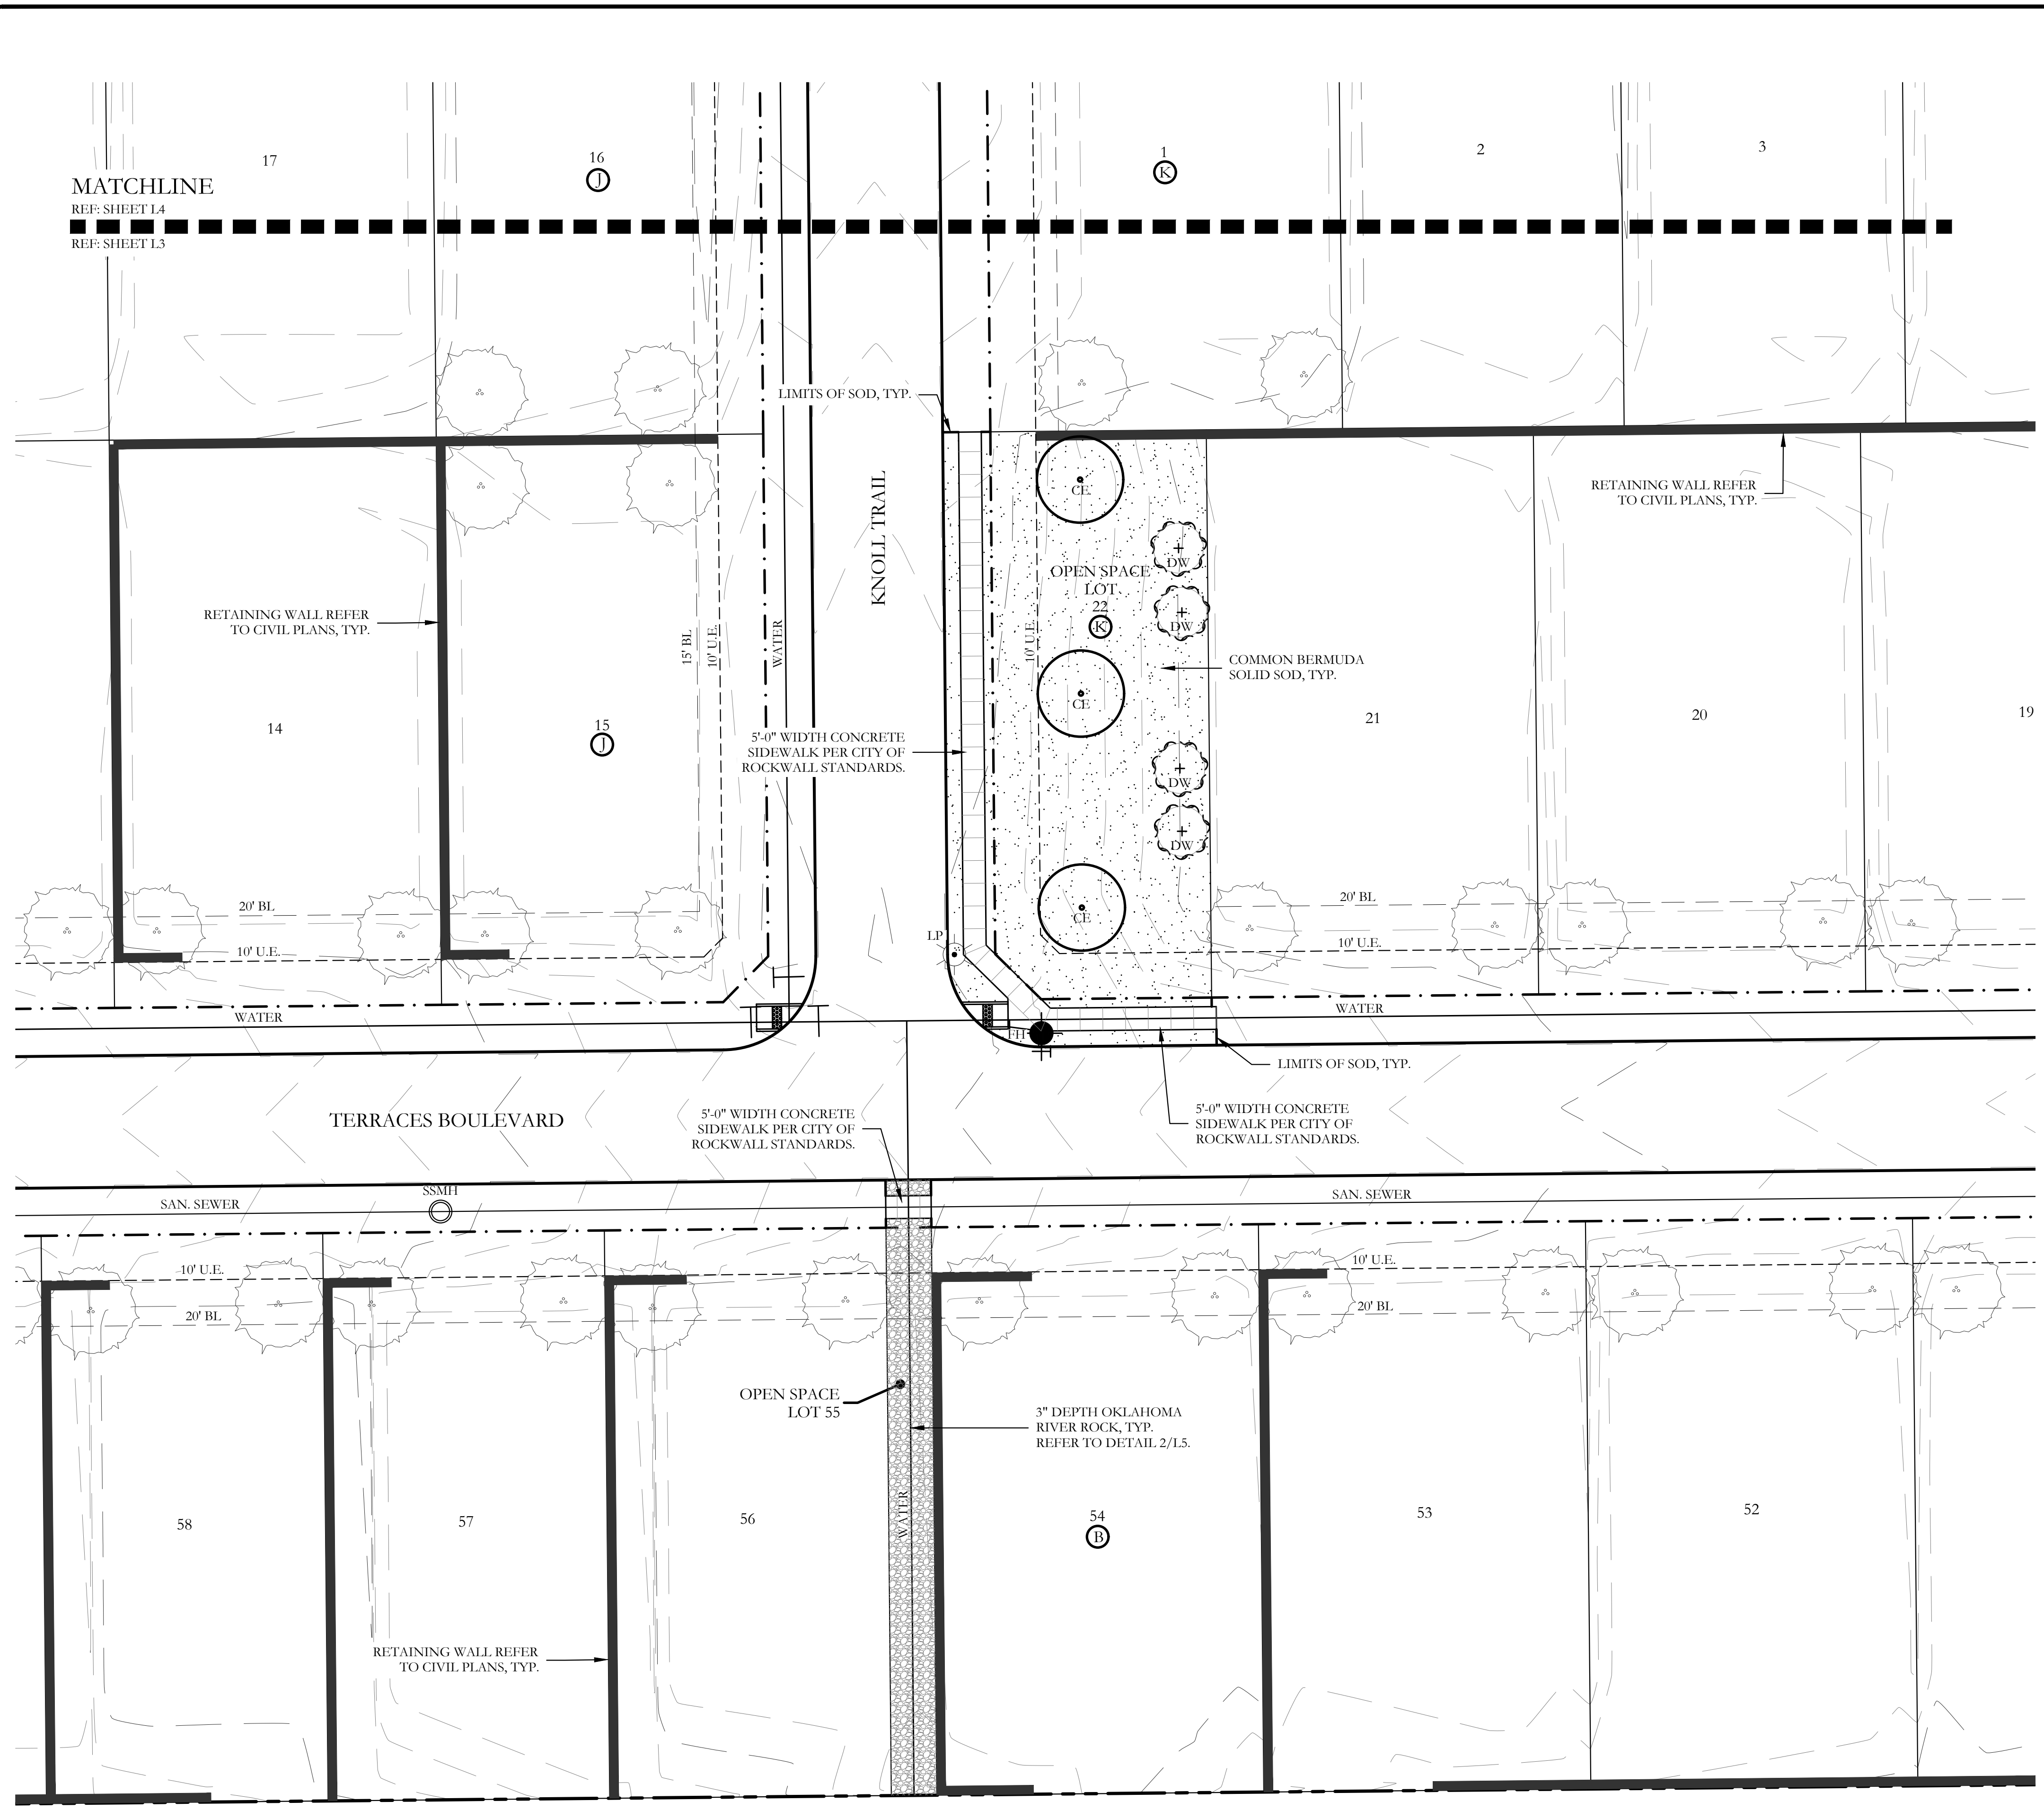 17
16
J
1
K
2
3
MATCHLINE
REF: SHEET L4
REF: SHEET L3
LIMITS OF SOD, TYP.
KNOLL TRAIL
CE
RETAINING WALL REFER
TO CIVIL PLANS, TYP.
DW
OPEN SPACE
LOT
22
K
DW
RETAINING WALL REFER
TO CIVIL PLANS, TYP.
15' BL
10' U.E.
WATER
10' U.E.
COMMON BERMUDA
SOLID SOD, TYP.
CE
14
15
J
21
20
19
5'-0" WIDTH CONCRETE
SIDEWALK PER CITY OF
ROCKWALL STANDARDS.
DW
DW
20' BL
20' BL
CE
LP
10' U.E.
10' U.E.
WATER
WATER
FH
LIMITS OF SOD, TYP.
TERRACES BOULEVARD
5'-0" WIDTH CONCRETE
SIDEWALK PER CITY OF
ROCKWALL STANDARDS.
5'-0" WIDTH CONCRETE
SIDEWALK PER CITY OF
ROCKWALL STANDARDS.
SSMH
SAN. SEWER
SAN. SEWER
10' U.E.
10' U.E.
20' BL
20' BL
OPEN SPACE
LOT 55
3" DEPTH OKLAHOMA
RIVER ROCK, TYP.
REFER TO DETAIL 2/L5.
WATER
58
57
56
54
B
53
52
RETAINING WALL REFER
TO CIVIL PLANS, TYP.